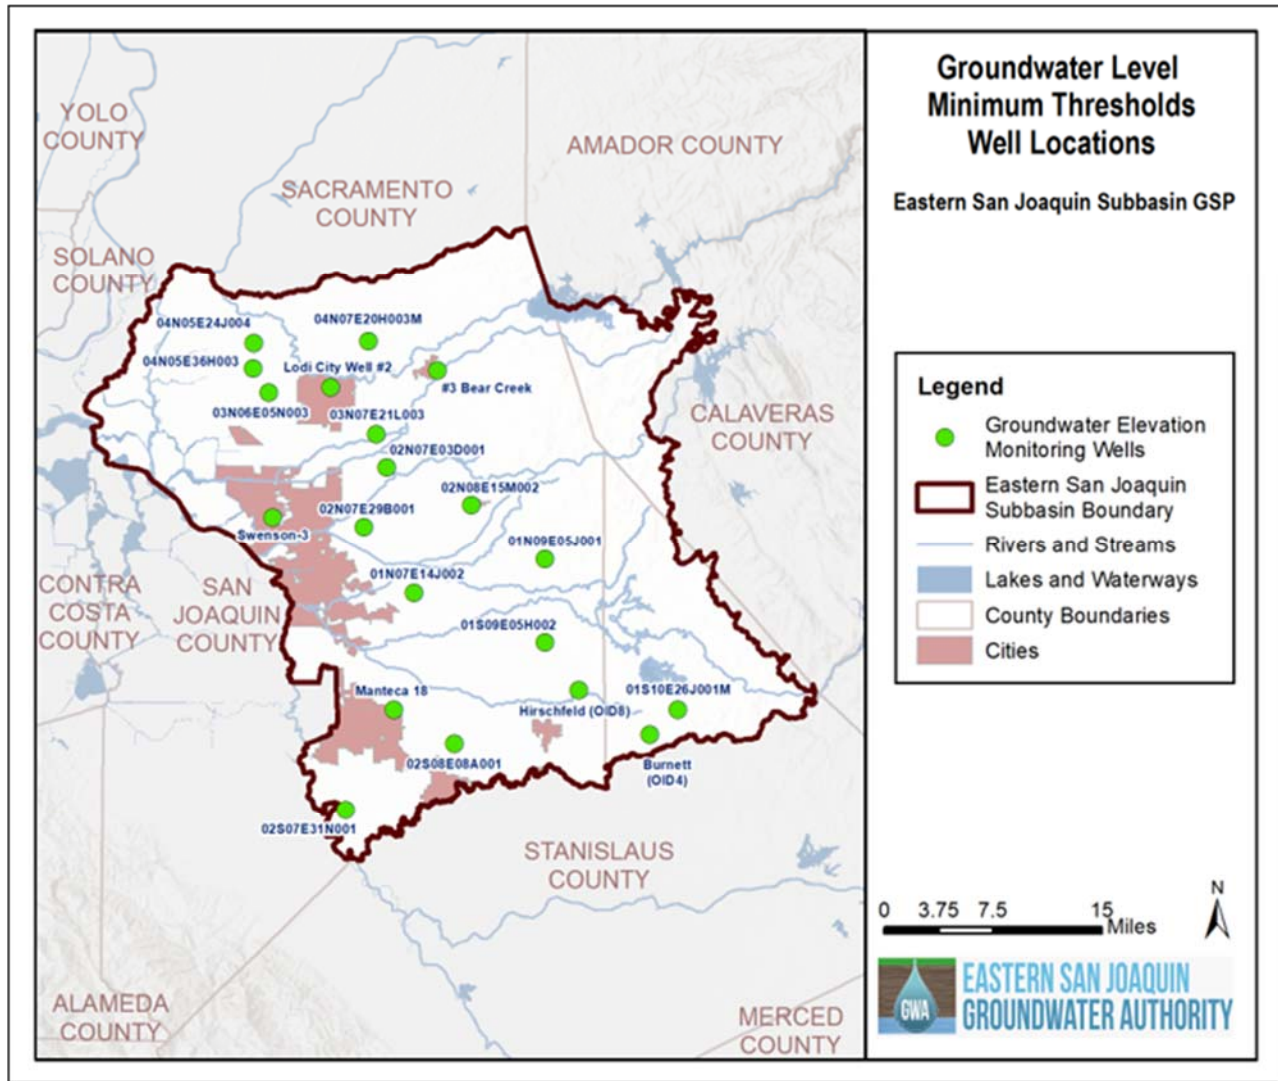 YOLO
COUNTY
AMADOR COUNTY
SACRAMENTO
COUNTY
SOLANO
COUNTY
04N05E24J004
04N07E20H003M
04N05E36H003
Lodi City Well #2
#3 Bear Creek
03N06E05N003
03N07E21L003
CALAVERAS
COUNTY
02N07E03D001
02N08E15M002
02N07E29B001
Swenson-3
01N09E05J001
CONTRA
COSTA
COUNTY
SAN
JOAQUIN
COUNTY
01N07E14J002
01S09E05H002
Manteca 18
01S10E26J001M
Hirschfeld (OID8)
02S08E08A001
Burnett
(OID4)
02S07E31N001
STANISLAUS
COUNTY
ALAMEDA
COUNTY
MERCED
COUNTY
Groundwater Level
Minimum Thresholds
Well Locations
Eastern San Joaquin Subbasin GSP
Legend
Groundwater Elevation
Monitoring Wells
Eastern San Joaquin
Subbasin Boundary
Rivers and Streams
Lakes and Waterways
County Boundaries
Cities
N
0 3.75 7.5 15
Miles
GWA
EASTERN SAN JOAQUIN
GROUNDWATER AUTHORITY